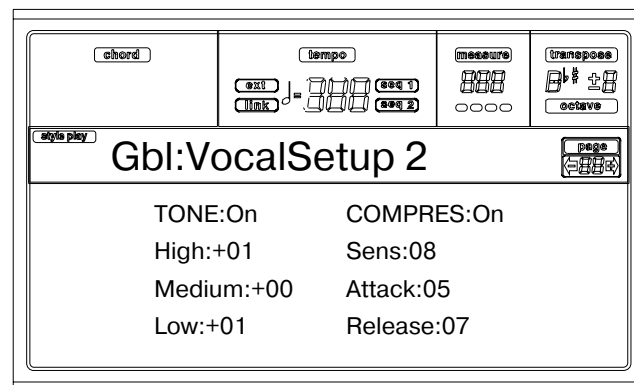 chord tempo measure transpose
ext seq 1
link seq 2
octave
style play
Gbl:VocalSetup 2
page
TONE:On COMPRES:On
High:+01 Sens:08
Medium:+00 Attack:05
Low:+01 Release:07